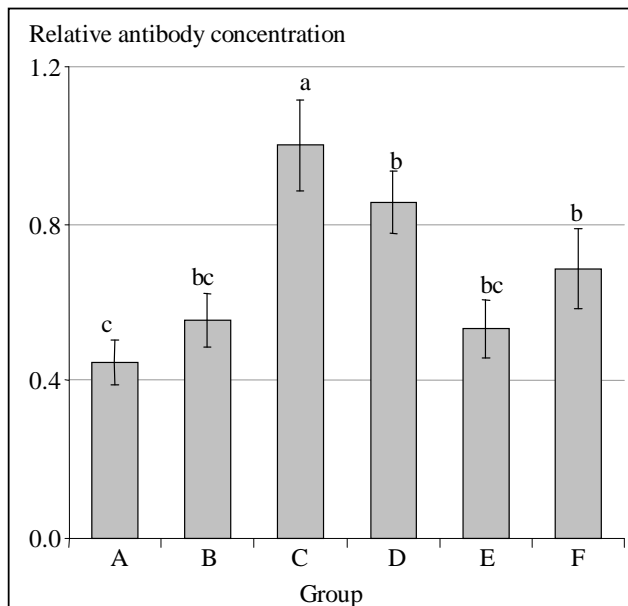 Relative antibody concentration
1.2
a
b
0.8
b
bc
bc
c
0.4
0.0
A B C D E F
Group